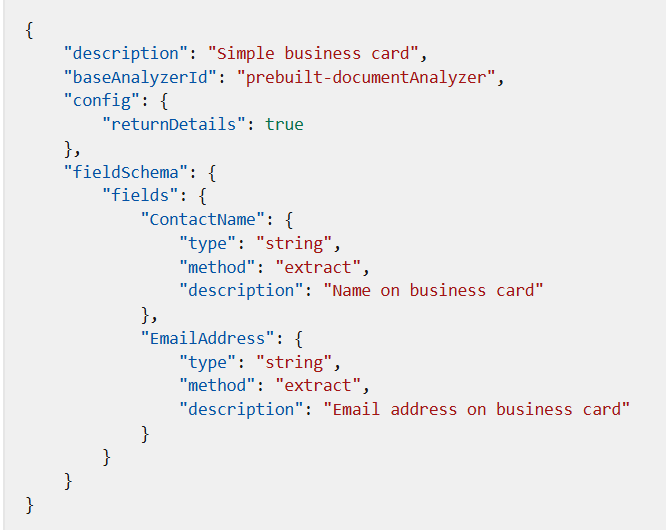 {
    "description": "Simple business card",
    "baseAnalyzerId": "prebuilt-documentAnalyzer",
    "config": {
        "returnDetails": true
    },
    "fieldSchema": {
        "fields": {
            "ContactName": {
                "type": "string",
                "method": "extract",
                "description": "Name on business card"
            },
            "EmailAddress": {
                "type": "string",
                "method": "extract",
                "description": "Email address on business card"
            }
        }
    }
}